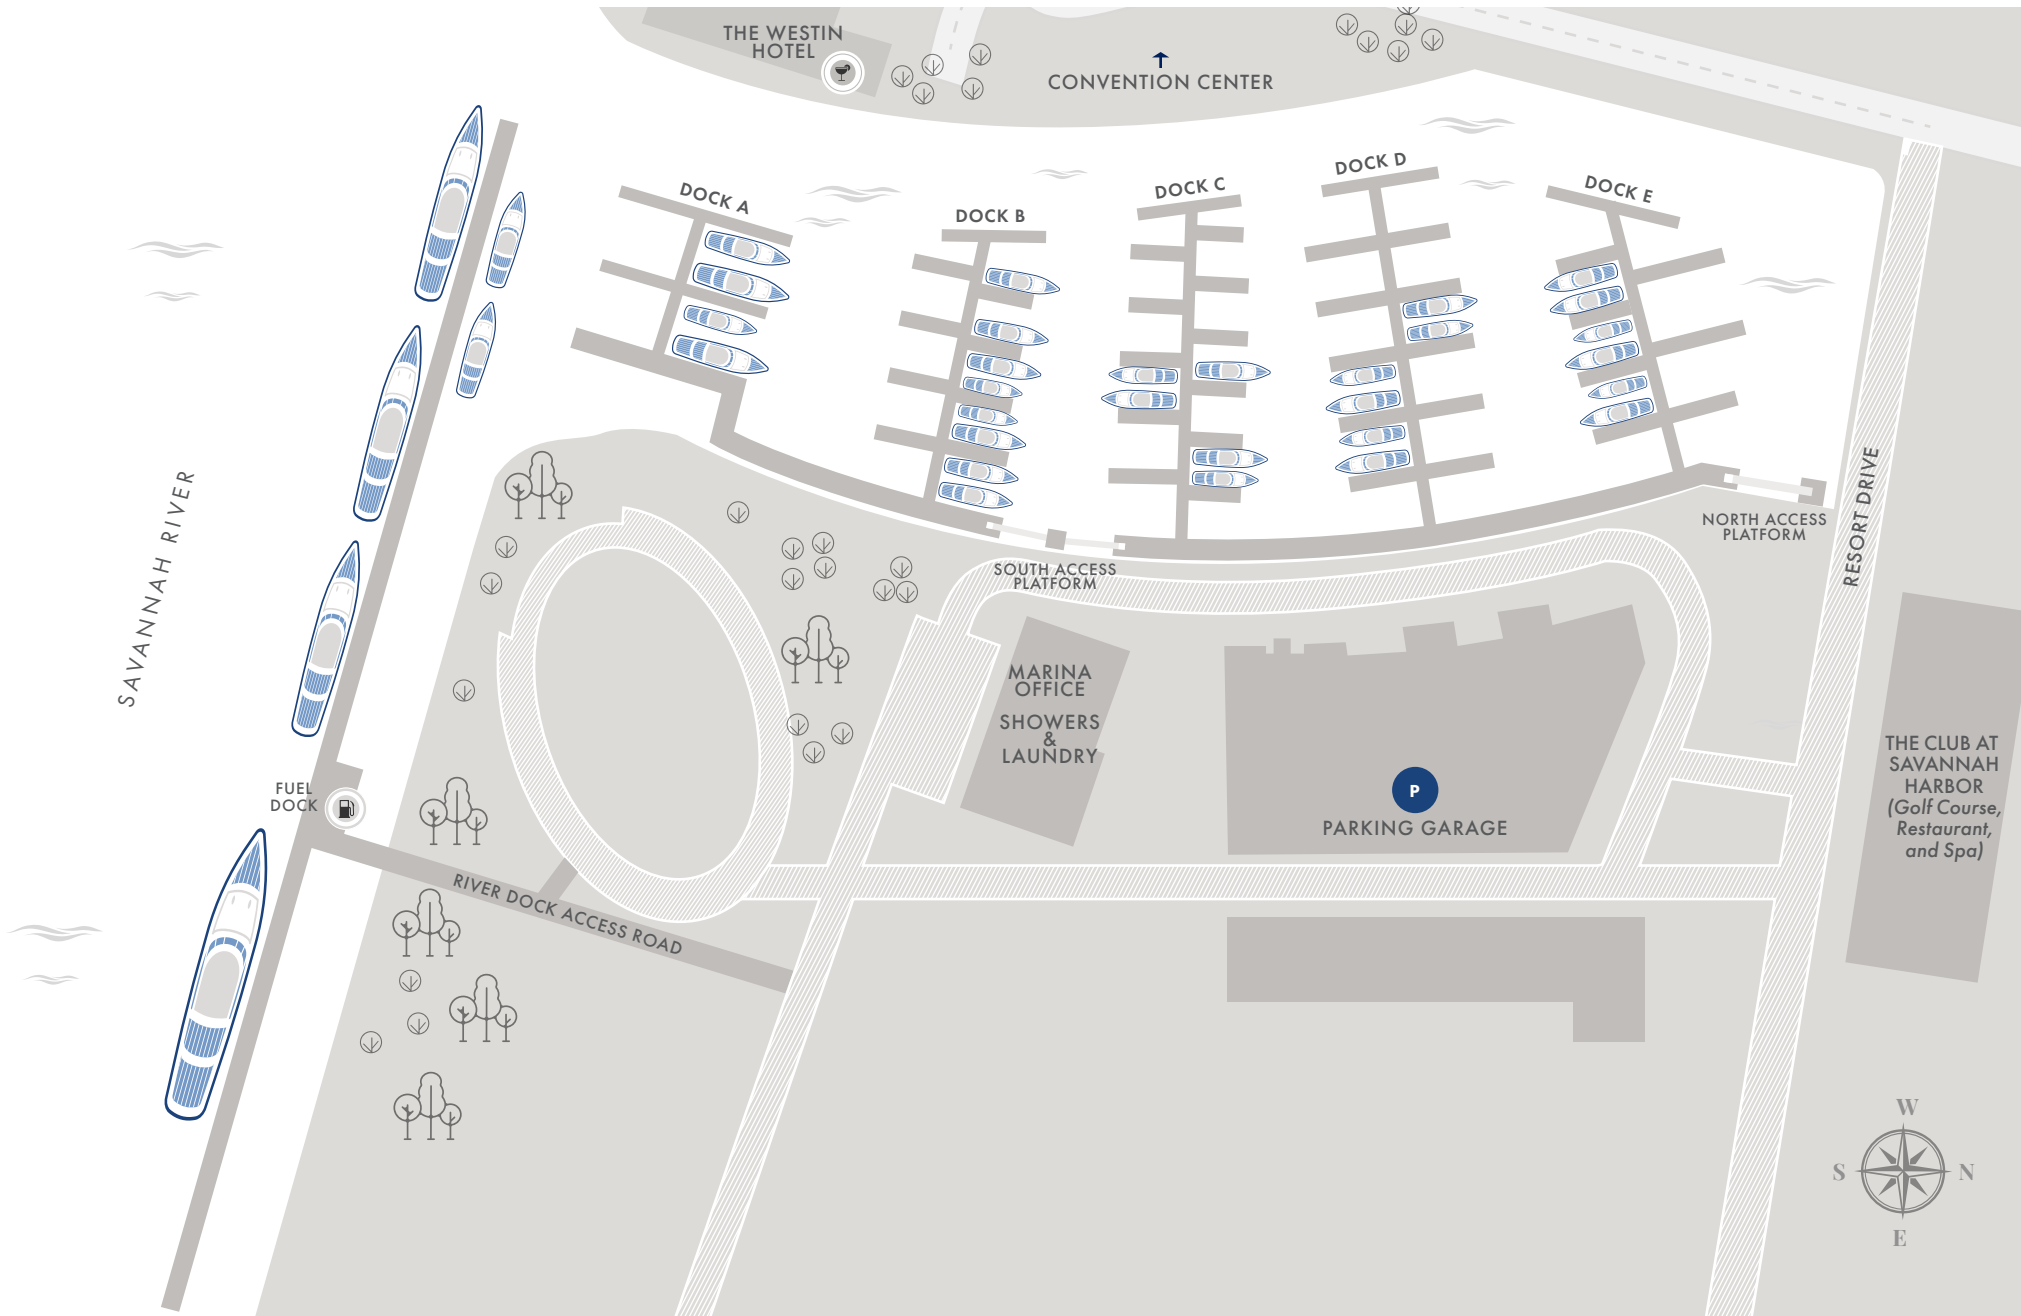 THE WESTIN
HOTEL
CONVENTION CENTER
DOCK A
DOCK B
DOCK C
DOCK D
DOCK E
SAVANNAH RIVER
RESORT DRIVE
NORTH ACCESS
PLATFORM
SOUTH ACCESS
PLATFORM
MARINA
OFFICE
SHOWERS
&
LAUNDRY
P
PARKING GARAGE
THE CLUB AT
SAVANNAH
HARBOR
(Golf Course,
Restaurant,
and Spa)
FUEL
DOCK
RIVER DOCK ACCESS ROAD
W
S
N
E